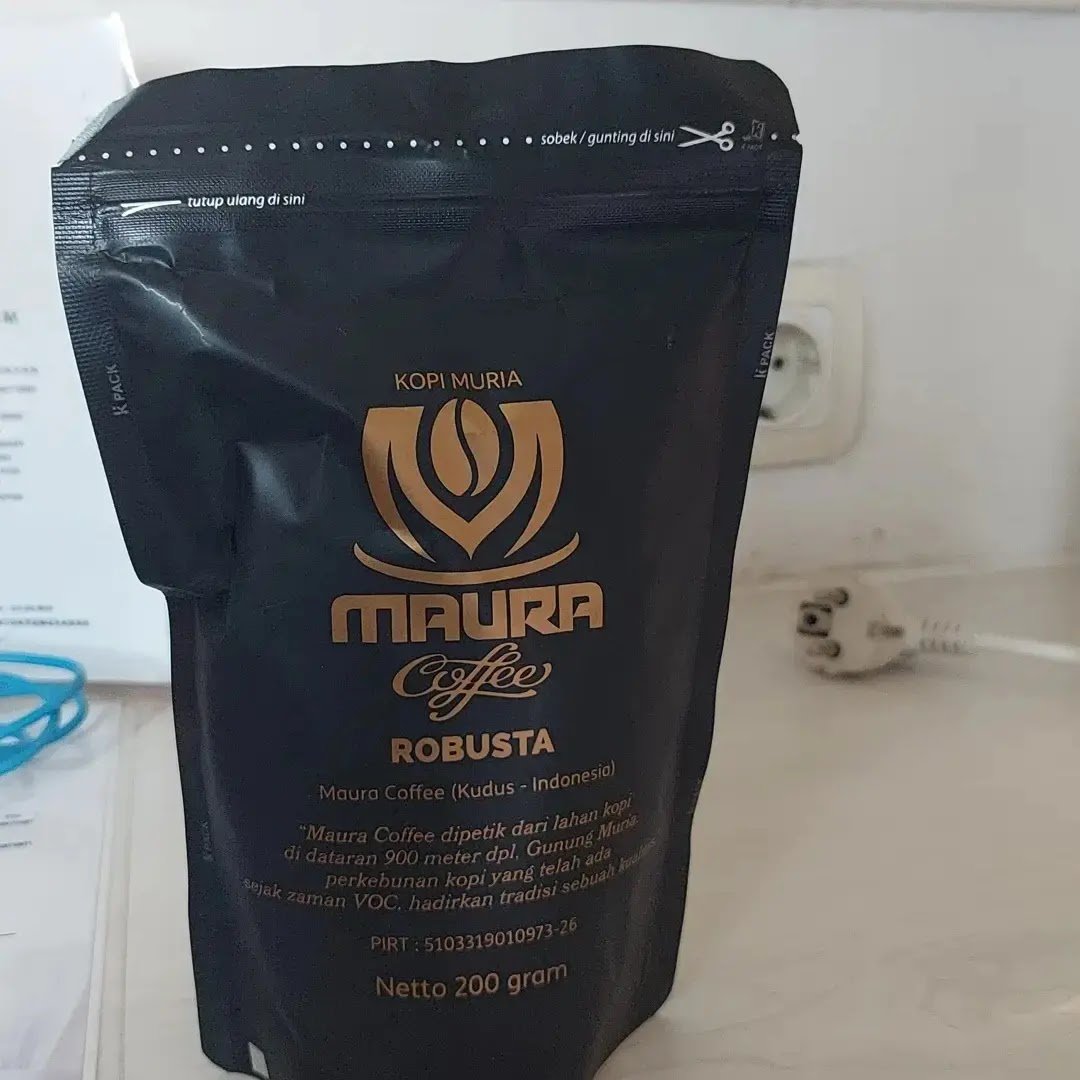 sobek / gunting di sini
tutup ulang di sini
K PACK
K PACK
KOPI MURIA
MAURA
Coffee
ROBUSTA
Maura Coffee (Kudus - Indonesia)
"Maura Coffee dipetik dari lahan kopi
di dataran 900 meter dpl, Gunung Muria.
perkebunan kopi yang telah ada
sejak zaman VOC, hadirkan tradisi sebuah
PIRT : 5103319010973-26
Netto 200 gram